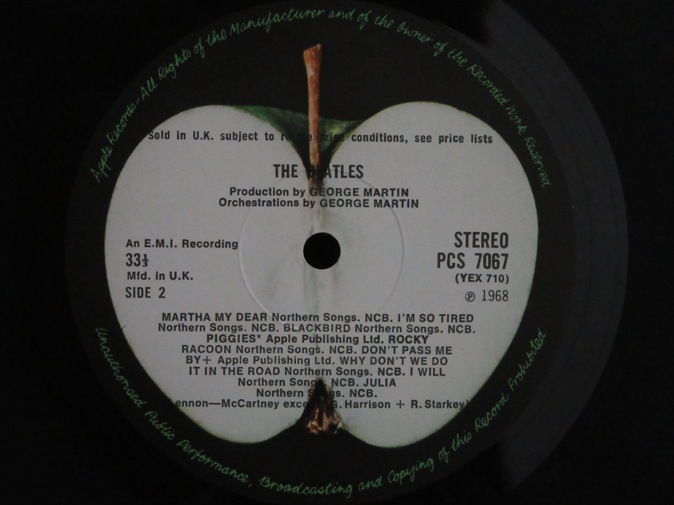 Apple Records-All Rights of the Manufacturer and of the Owner of the Recorded Work Reserved
Sold in U.K. subject to price conditions, see price lists
THE BEATLES
Production by GEORGE MARTIN
Orchestrations by GEORGE MARTIN
An E.M.I. Recording
33⅓
Mfd. in U.K.
SIDE 2
STEREO
PCS 7067
(YEX 710)
℗ 1968
MARTHA MY DEAR Northern Songs. NCB. I'M SO TIRED
Northern Songs. NCB. BLACKBIRD Northern Songs. NCB.
PIGGIES* Apple Publishing Ltd. ROCKY
RACOON Northern Songs. NCB. DON'T PASS ME
BY+ Apple Publishing Ltd. WHY DON'T WE DO
IT IN THE ROAD Northern Songs. NCB. I WILL
Northern Songs. NCB. JULIA
Northern Songs. NCB.
Lennon—McCartney except G. Harrison + R. Starkey)
Unauthorised Public Performance, Broadcasting and Copying of this Record Prohibited